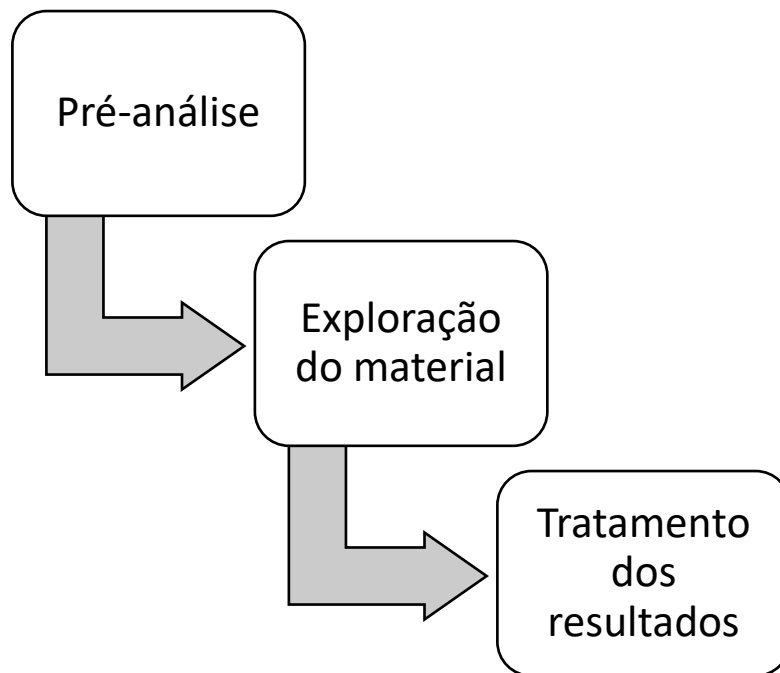 Pré-análise
Exploração
do material
Tratamento
dos
resultados